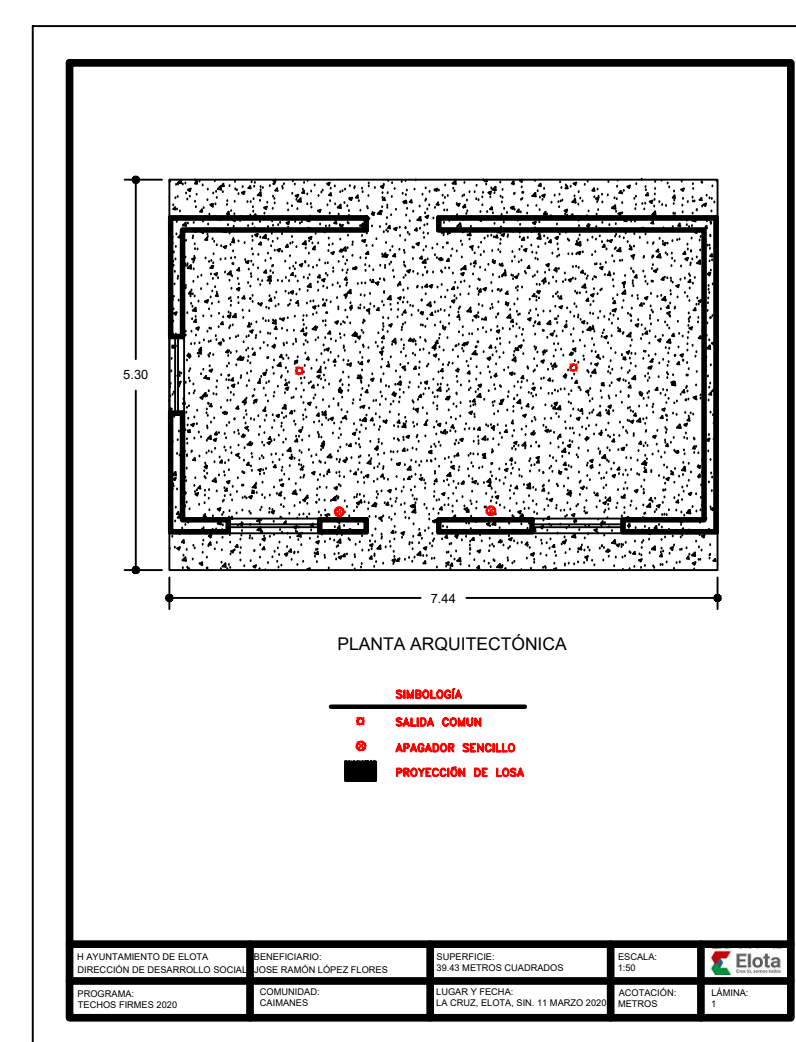 5.30
7.44
PLANTA ARQUITECTÓNICA
SIMBOLOGÍA
SALIDA COMUN
APAGADOR SENCILLO
PROYECCIÓN DE LOSA
H AYUNTAMIENTO DE ELOTA
DIRECCIÓN DE DESARROLLO SOCIAL
BENEFICIARIO:
JOSE RAMÓN LÓPEZ FLORES
SUPERFICIE:
39.43 METROS CUADRADOS
ESCALA:
1:50
Elota
PROGRAMA:
TECHOS FIRMES 2020
COMUNIDAD:
CAIMANES
LUGAR Y FECHA:
LA CRUZ, ELOTA, SIN. 11 MARZO 2020
ACOTACIÓN:
METROS
LÁMINA:
1